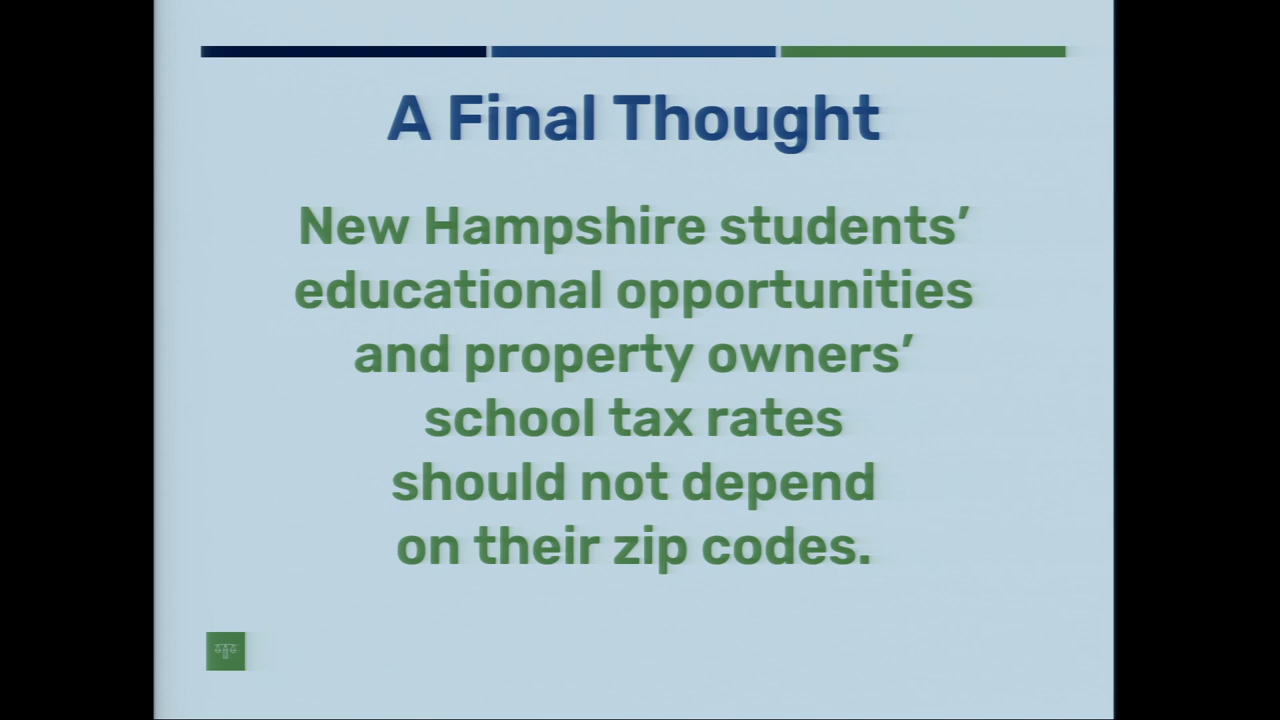 A Final Thought
New Hampshire students’
educational opportunities
and property owners’
school tax rates
should not depend
on their zip codes.